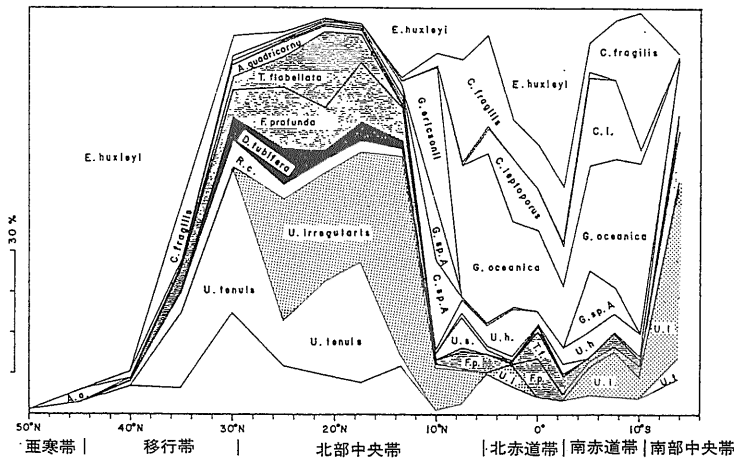 E.huxleyi
A.quadricornu
T.flabellata
F.profunda
D.tubifera
R.c.
C.fragilis
A.o.
U.irregularis
U.tenuis
U.tenuis
E.huxleyi
G.ericsonii
G.sp.A
C.sp.A
C.fragilis
E.huxleyi
C.leptoporus
G.oceanica
U.s.
U.h.
F.p.
U.i.
T.f.
F.p.
C.fragilis
C.l.
G.oceanica
G.sp.A
U.h
U.i.
U.i.
U.t
30%
50°N 40°N 30°N 20°N 10°N 0°N 10°S
亜寒帯 移行帯 北部中央帯 北赤道帯 南赤道帯 南部中央帯